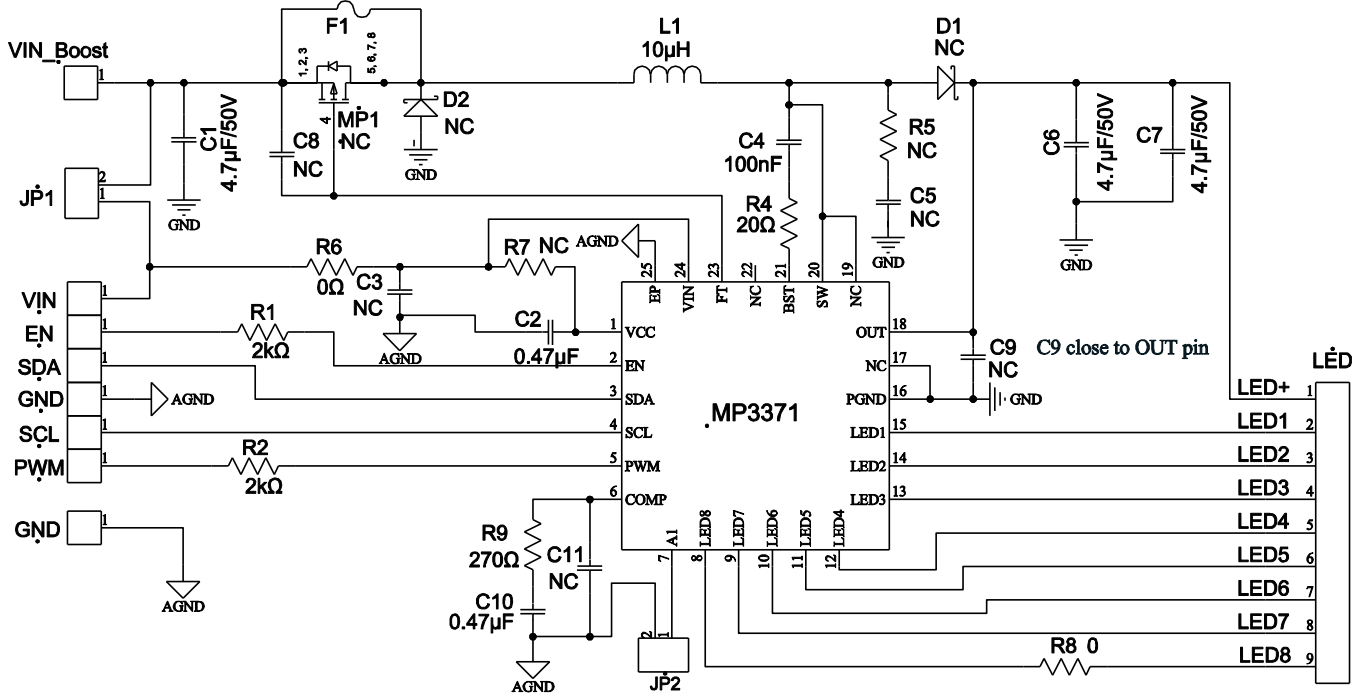 VIN_Boost
1
F1
1, 2, 3
5, 6, 7, 8
4
MP1
NC
D2
NC
GND
L1
10µH
D1
NC
C1
4.7µF/50V
GND
C8
NC
C4
100nF
R4
20Ω
R5
NC
C5
NC
GND
C6
4.7µF/50V
C7
4.7µF/50V
GND
JP1
2
1
R6
0Ω
C3
NC
AGND
R7 NC
C2
0.47µF
AGND
25
24
23
22
21
20
19
EP
VIN
FT
NC
BST
SW
NC
VIN
1
EN
1
R1
2kΩ
SDA
1
GND
1
AGND
SCL
1
PWM
1
R2
2kΩ
GND
1
AGND
1
VCC
2
EN
3
SDA
4
SCL
5
PWM
6
COMP
MP3371
OUT
18
NC
17
PGND
16
LED1
15
LED2
14
LED3
13
A1
LED8
LED7
LED6
LED5
LED4
7
8
9
10
11
12
C9
NC
C9 close to OUT pin
GND
R9
270Ω
C11
NC
C10
0.47µF
AGND
2
1
JP2
R8 0
LED
LED+
1
LED1
2
LED2
3
LED3
4
LED4
5
LED5
6
LED6
7
LED7
8
LED8
9